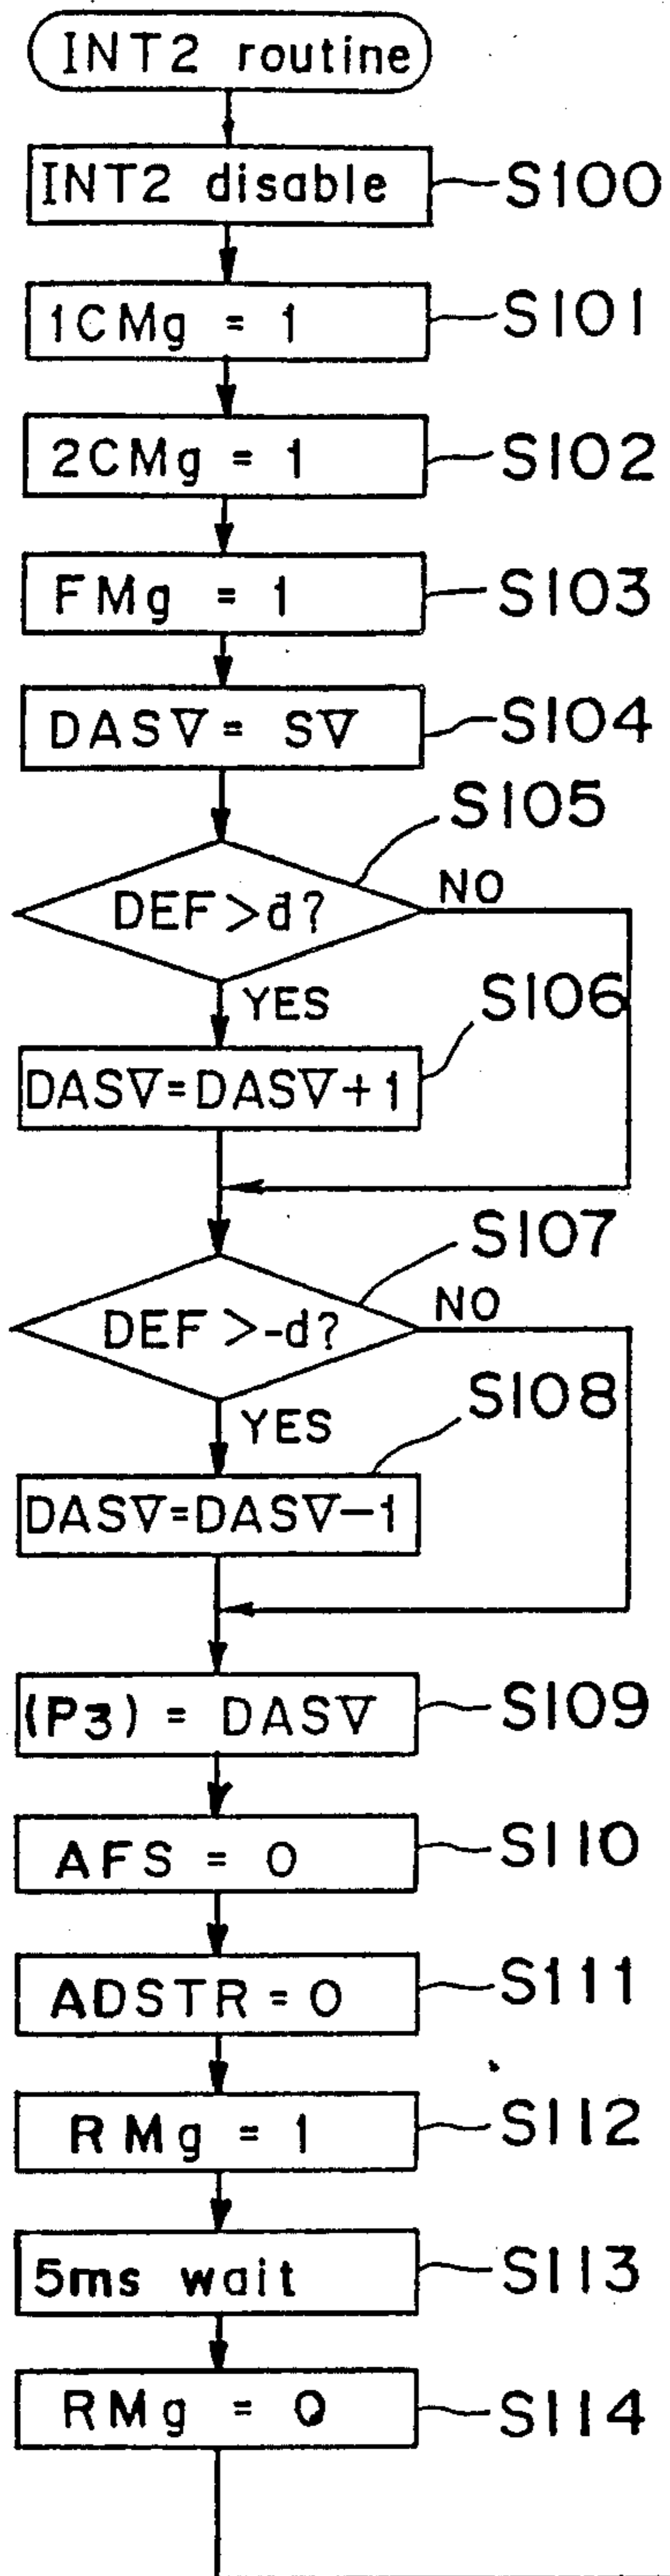 INT2 routine
INT2 disable S100
1CMg = 1 S101
2CMg = 1 S102
FMg = 1 S103
DAS∇ = S∇ S104
S105
DEF>d? NO
YES S106
DAS∇=DAS∇+1
S107
DEF>-d? NO
S108
YES
DAS∇=DAS∇-1
(P3) = DAS∇ S109
AFS = 0 S110
ADSTR=0 S111
RMg = 1 S112
5ms wait S113
RMg = 0 S114